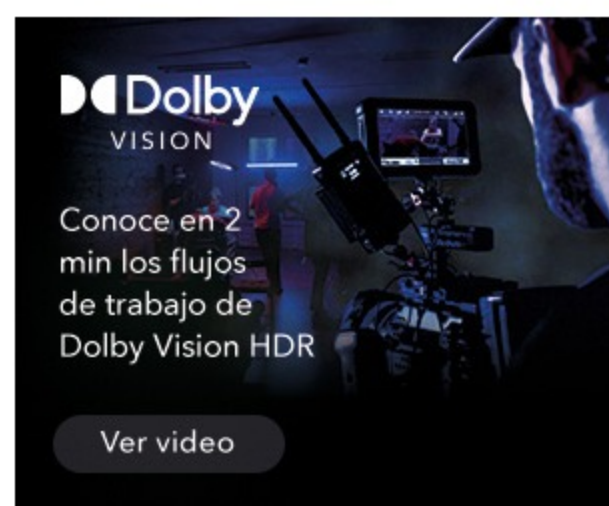 Dolby
VISION
Conoce en 2
min los flujos
de trabajo de
Dolby Vision HDR
Ver video